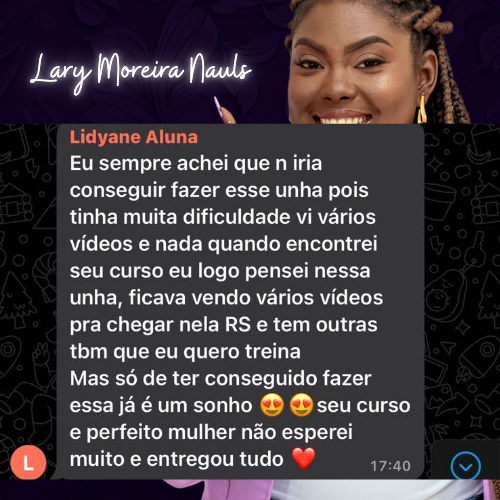 Lary Moreira Nauls
Lidyane Aluna
Eu sempre achei que n iria
conseguir fazer esse unha pois
tinha muita dificuldade vi vários
vídeos e nada quando encontrei
seu curso eu logo pensei nessa
unha, ficava vendo vários vídeos
pra chegar nela RS e tem outras
tbm que eu quero treina
Mas só de ter conseguido fazer
essa já é um sonho 😍😍seu curso
e perfeito mulher não esperei
muito e entregou tudo ❤️
17:40
L